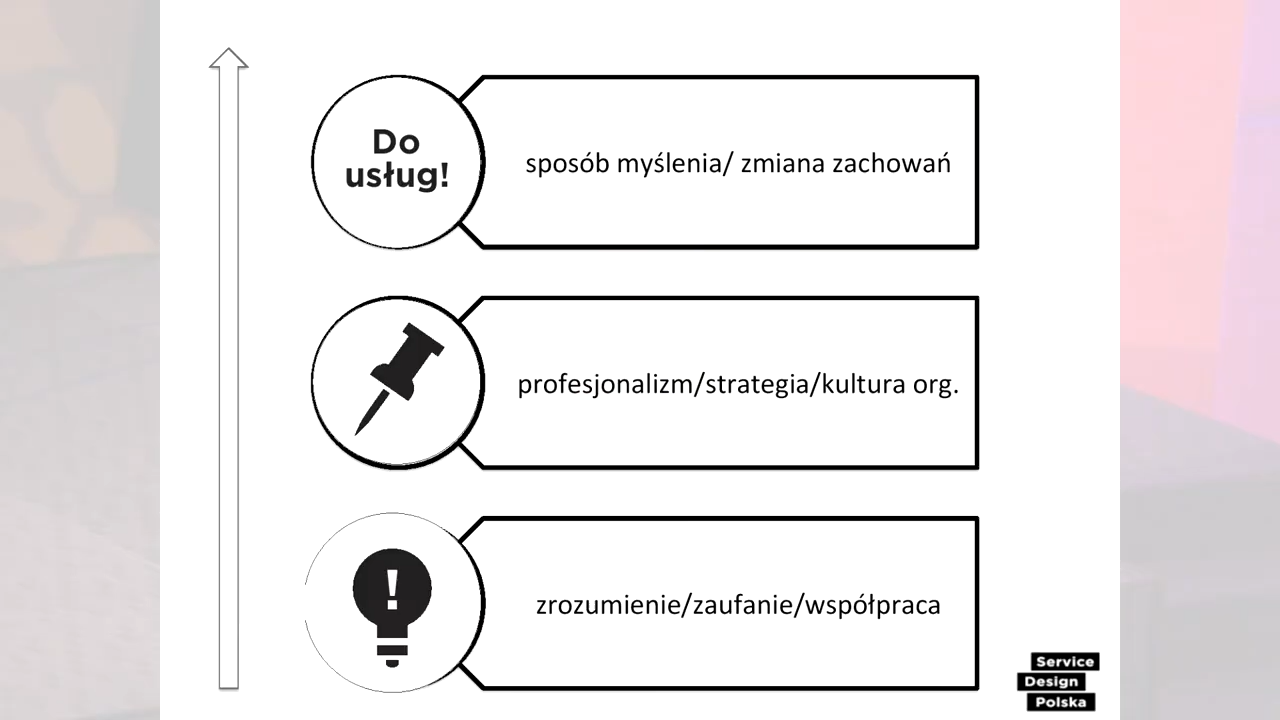 Do
usług!
sposób myślenia/ zmiana zachowań
profesjonalizm/strategia/kultura org.
!
zrozumienie/zaufanie/współpraca
Service
Design
Polska